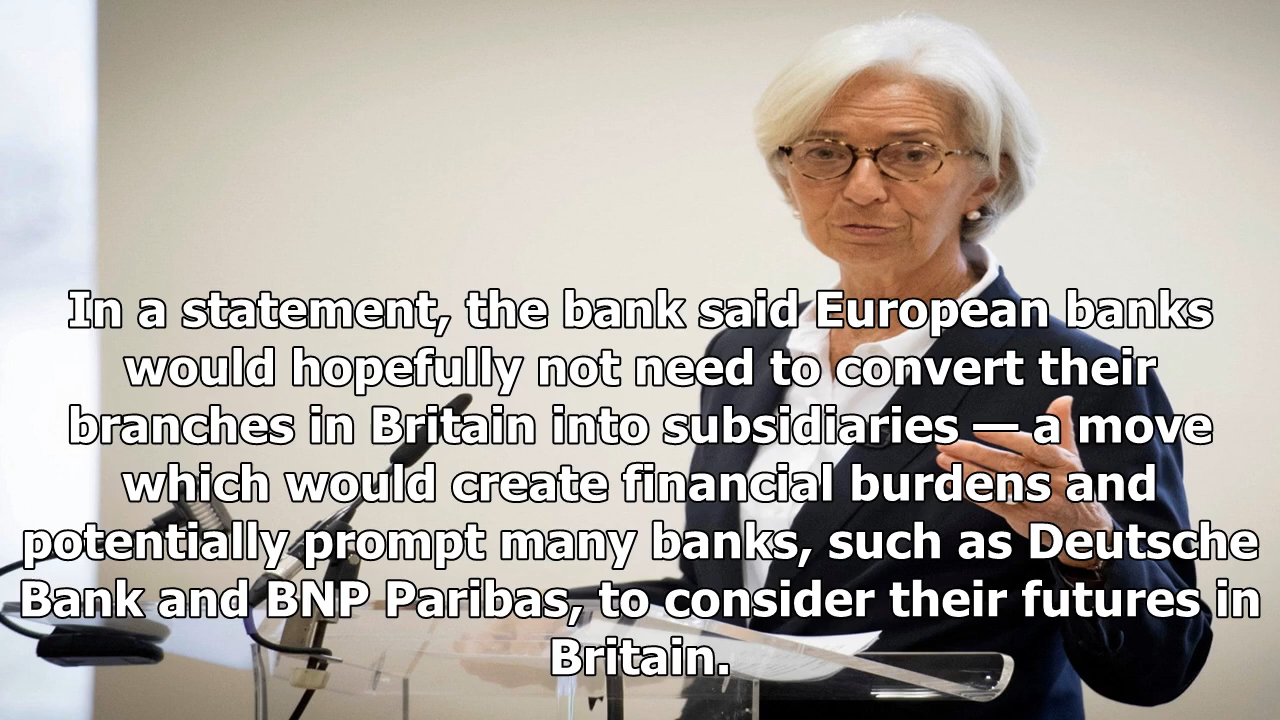 In a statement, the bank said European banks
would hopefully not need to convert their
branches in Britain into subsidiaries — a move
which would create financial burdens and
potentially prompt many banks, such as Deutsche
Bank and BNP Paribas, to consider their futures in
Britain.